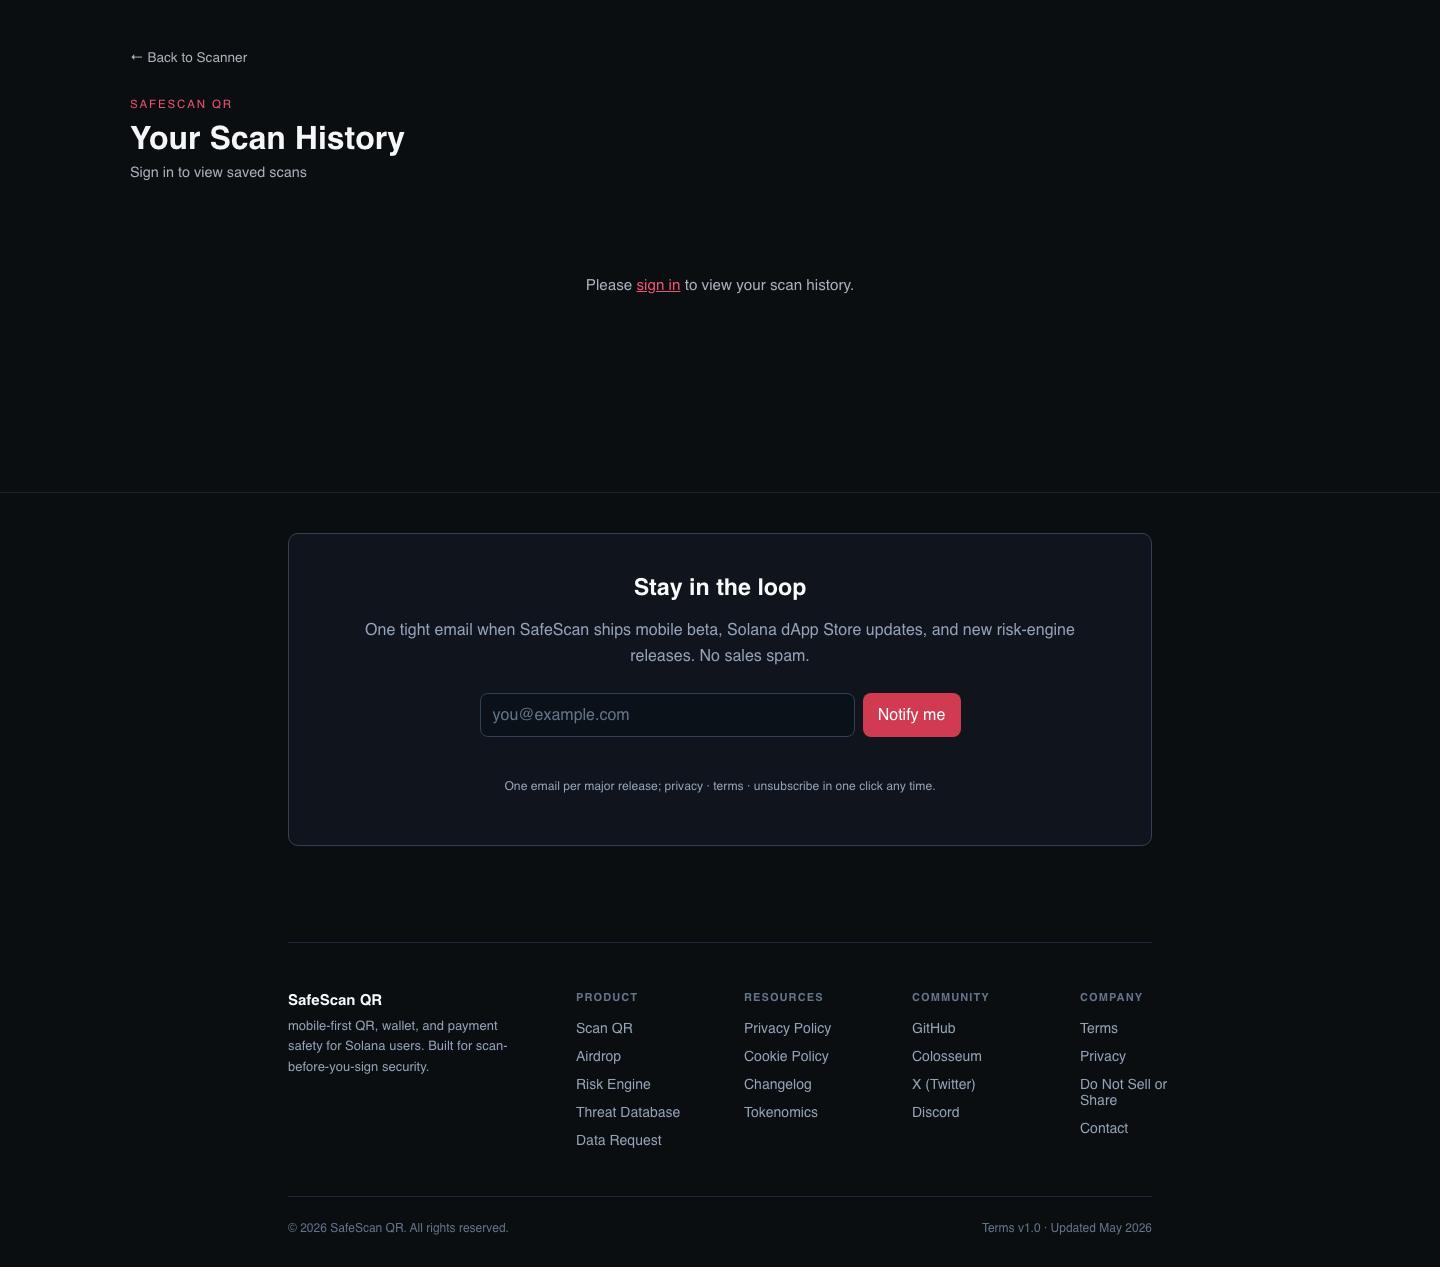 ← Back to Scanner
SAFESCAN QR
Your Scan History
Sign in to view saved scans
Please sign in to view your scan history.
Stay in the loop
One tight email when SafeScan ships mobile beta, Solana dApp Store updates, and new risk-engine
releases. No sales spam.
you@example.com
Notify me
One email per major release; privacy · terms · unsubscribe in one click any time.
SafeScan QR
mobile-first QR, wallet, and payment
safety for Solana users. Built for scan-
before-you-sign security.
PRODUCT
Scan QR
Airdrop
Risk Engine
Threat Database
Data Request
RESOURCES
Privacy Policy
Cookie Policy
Changelog
Tokenomics
COMMUNITY
GitHub
Colosseum
X (Twitter)
Discord
COMPANY
Terms
Privacy
Do Not Sell or
Share
Contact
© 2026 SafeScan QR. All rights reserved.
Terms v1.0 · Updated May 2026